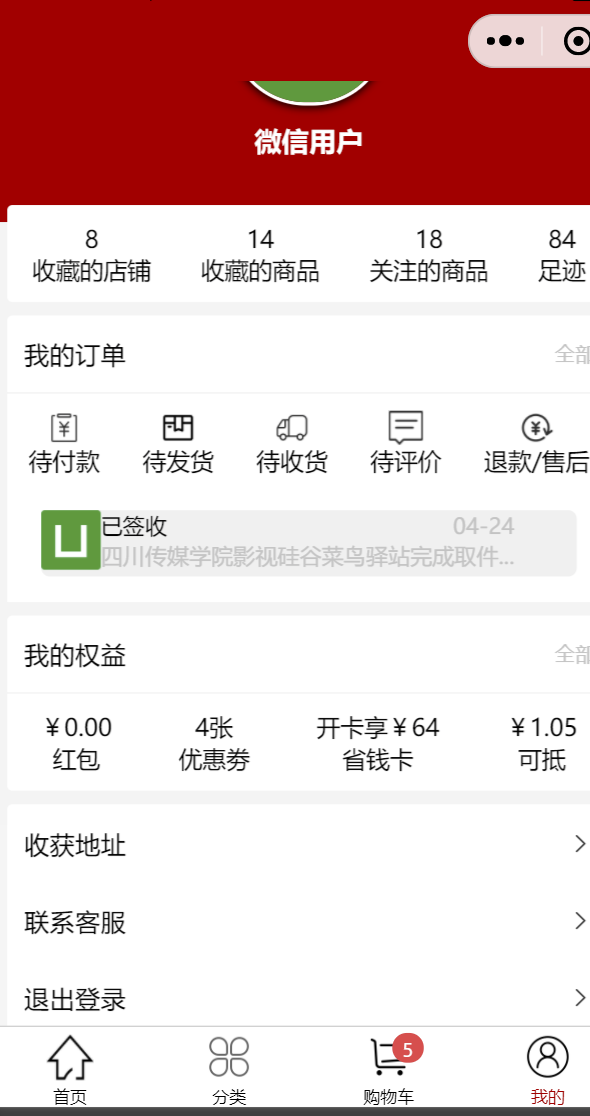 微信用户
8 14 18 84
收藏的店铺 收藏的商品 关注的商品 足迹
我的订单 全部
待付款 待发货 待收货 待评价 退款/售后
已签收 04-24
四川传媒学院影视硅谷菜鸟驿站完成取件...
我的权益 全部
￥0.00 4张 开卡享￥64 ￥1.05
红包 优惠劵 省钱卡 可抵
收获地址
联系客服
退出登录
5
首页 分类 购物车 我的